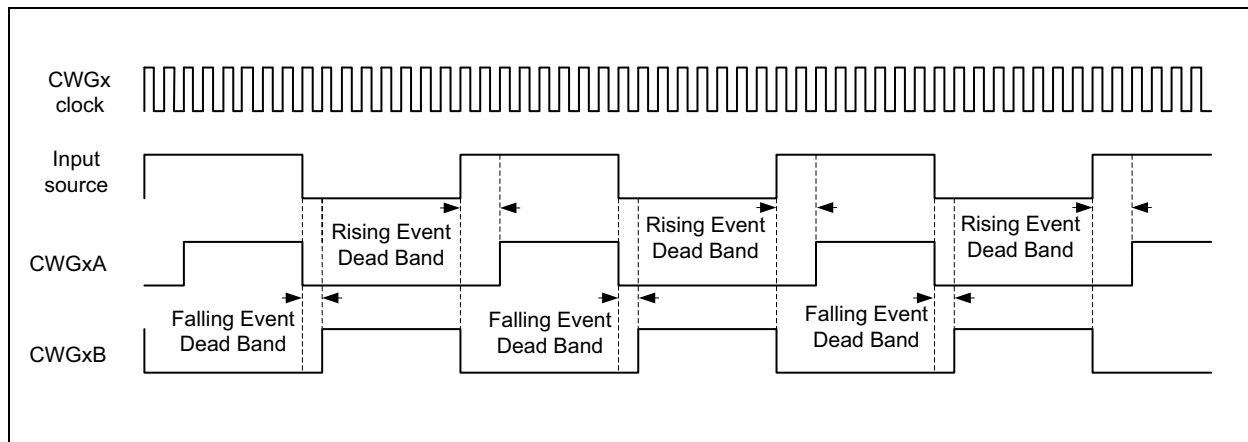 CWGx
clock
Input
source
Rising Event
Dead Band
Rising Event
Dead Band
Rising Event
Dead Band
CWGxA
Falling Event
Dead Band
Falling Event
Dead Band
Falling Event
Dead Band
CWGxB